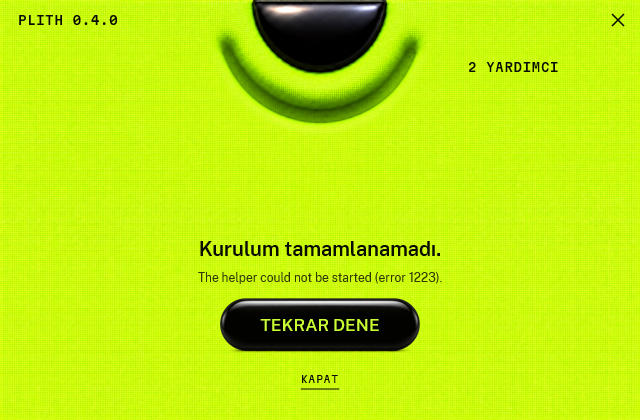 PLITH 0.4.0
2 YARDIMCI
Kurulum tamamlanamadı.
The helper could not be started (error 1223).
TEKRAR DENE
KAPAT